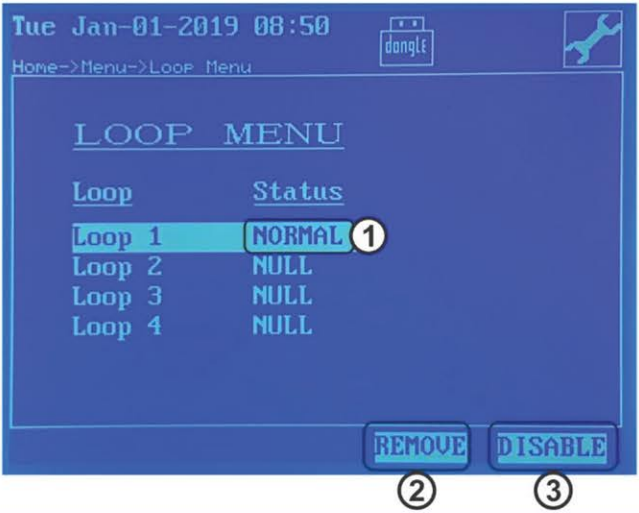 Tue Jan-01-2019 08:50
dongLE
Home->Menu->Loop Menu
LOOP MENU
Loop Status
Loop 1 NORMAL 1
Loop 2 NULL
Loop 3 NULL
Loop 4 NULL
REMOVE DISABLE
2 3